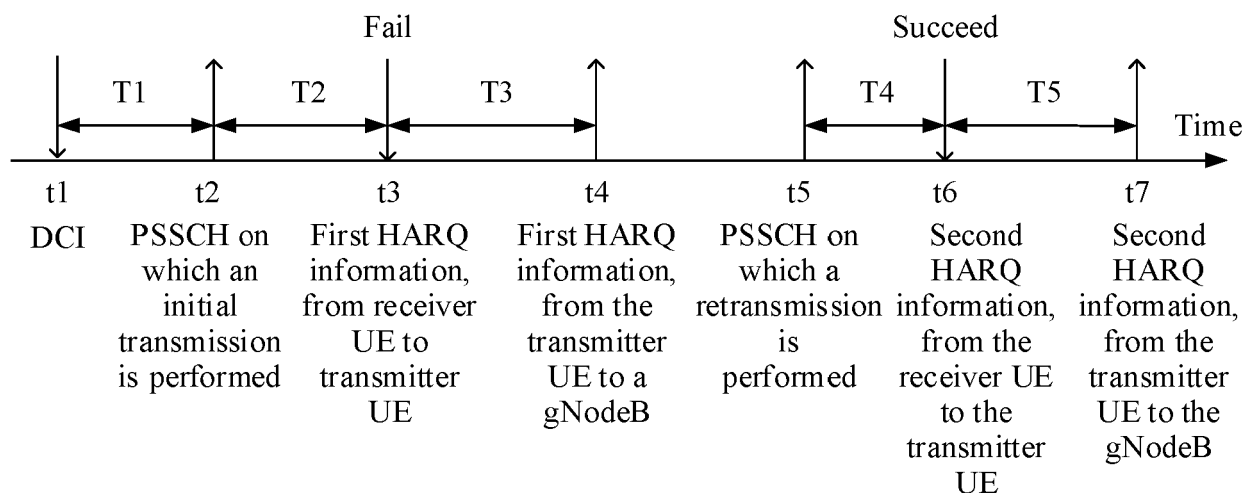 Fail
Succeed
T1
T2
T3
T4
T5
Time
t1
t2
t3
t4
t5
t6
t7
DCI
PSSCH on
which an
initial
transmission
is performed
First HARQ
information,
from receiver
UE to
transmitter
UE
First HARQ
information,
from the
transmitter
UE to a
gNodeB
PSSCH on
which a
retransmission
is
performed
Second
HARQ
information,
from the
receiver UE
to the
transmitter
UE
Second
HARQ
information,
from the
transmitter
UE to the
gNodeB